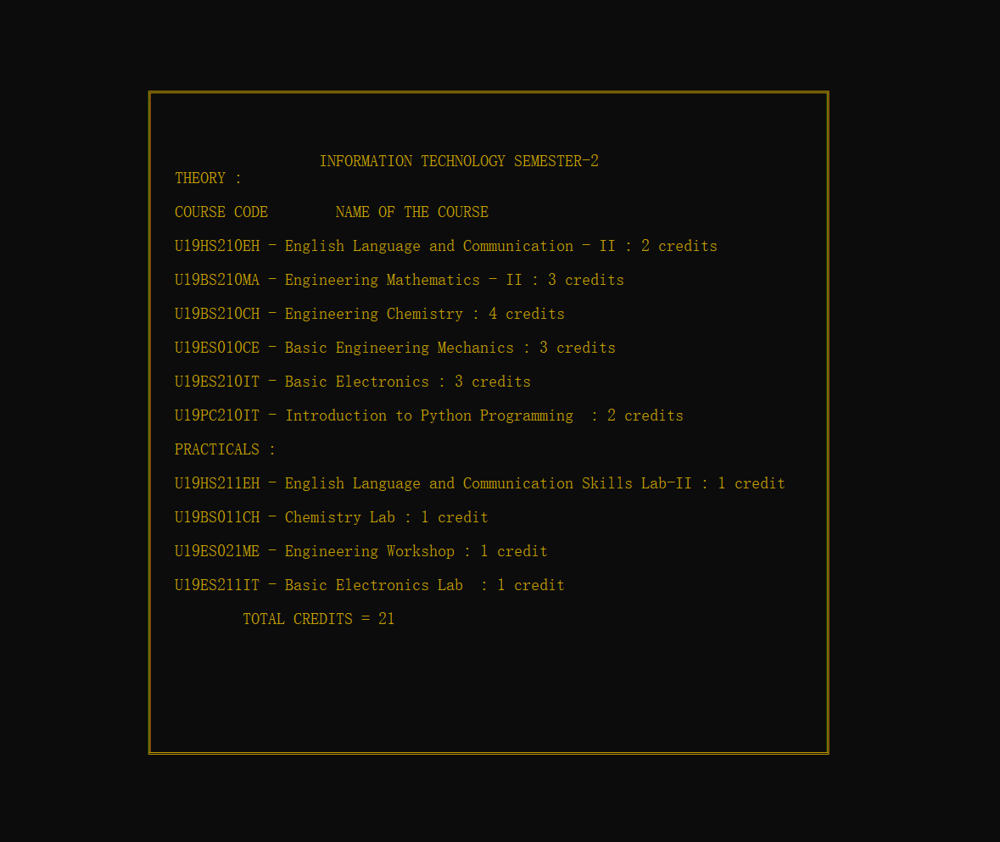 INFORMATION TECHNOLOGY SEMESTER-2
THEORY :
COURSE CODE        NAME OF THE COURSE
U19HS210EH - English Language and Communication - II : 2 credits
U19BS210MA - Engineering Mathematics - II : 3 credits
U19BS210CH - Engineering Chemistry : 4 credits
U19ES010CE - Basic Engineering Mechanics : 3 credits
U19ES210IT - Basic Electronics : 3 credits
U19PC210IT - Introduction to Python Programming  : 2 credits
PRACTICALS :
U19HS211EH - English Language and Communication Skills Lab-II : 1 credit
U19BS011CH - Chemistry Lab : 1 credit
U19ES021ME - Engineering Workshop : 1 credit
U19ES211IT - Basic Electronics Lab  : 1 credit
TOTAL CREDITS = 21